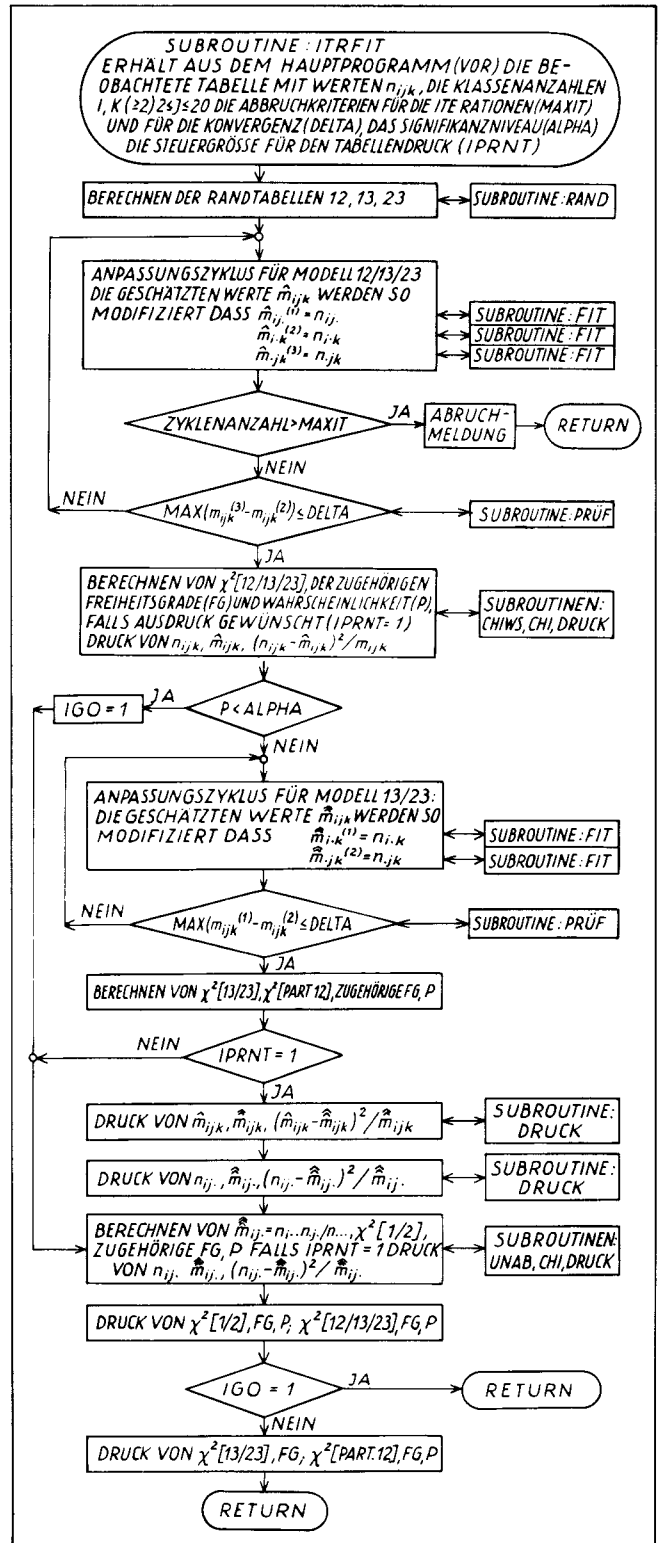 SUBROUTINE : ITRFIT
ERHÄLT AUS DEM HAUPTPROGRAMM (VOR) DIE BE-
OBACHTETE TABELLE MIT WERTEN n_ijk, DIE KLASSENANZAHLEN
I, K (≥2) 2≤J≤20 DIE ABBRUCHKRITERIEN FÜR DIE ITE RATIONEN(MAXIT)
UND FÜR DIE KONVERGENZ(DELTA), DAS SIGNIFIKANZNIVEAU(ALPHA)
DIE STEUERGRÖSSE FÜR DEN TABELLENDRUCK (IPRNT)
BERECHNEN DER RANDTABELLEN 12, 13, 23
SUBROUTINE:RAND
ANPASSUNGSZYKLUS FÜR MODELL 12/13/23
DIE GESCHÄTZTEN WERTE m̂_ijk WERDEN SO
MODIFIZIERT DASS m̂_ij.^(1) = n_ij.
SUBROUTINE: FIT
m̂_i.k^(2) = n_i.k
SUBROUTINE: FIT
m̂_.jk^(3) = n_.jk
SUBROUTINE: FIT
ZYKLENANZAHL>MAXIT
JA
ABRUCH-
MELDUNG
RETURN
NEIN
NEIN
MAX(m_ijk^(3)-m_ijk^(2))≤DELTA
SUBROUTINE:PRÜF
JA
BERECHNEN VON χ²[12/13/23], DER ZUGEHÖRIGEN
FREIHEITSGRADE(FG)UND WAHRSCHEINLICHKEIT(P),
FALLS AUSDRUCK GEWÜNSCHT(IPRNT=1)
DRUCK VON n_ijk, m̂_ijk, (n_ijk-m̂_ijk)²/m_ijk
SUBROUTINEN:
CHIWS, CHI, DRUCK
IGO = 1
JA
P<ALPHA
NEIN
ANPASSUNGSZYKLUS FÜR MODELL 13/23:
DIE GESCHÄTZTEN WERTE m̂̂_ijk WERDEN SO
MODIFIZIERT DASS m̂̂_i.k^(1) = n_i.k
SUBROUTINE: FIT
m̂̂_.jk^(2) = n_.jk
SUBROUTINE: FIT
NEIN
MAX(m_ijk^(1)-m_ijk^(2)≤DELTA
SUBROUTINE: PRÜF
JA
BERECHNEN VON χ²[13/23], χ²[PART 12], ZUGEHÖRIGE FG, P
NEIN
IPRNT = 1
JA
DRUCK VON m̂_ijk, m̂̂_ijk, (m̂_ijk-m̂̂_ijk)²/m̂̂_ijk
SUBROUTINE:
DRUCK
DRUCK VON n_ij., m̂̂_ij., (n_ij.-m̂̂_ij.)²/m̂̂_ij.
SUBROUTINE:
DRUCK
BERECHNEN VON m̂̂̂_ij.=n_i..n_.j./n..., χ²[1/2],
ZUGEHÖRIGE FG, P FALLS IPRNT = 1 DRUCK
VON n_ij. m̂̂̂_ij., (n_ij.-m̂̂̂_ij.)²/m̂̂̂_ij.
SUBROUTINEN:
UNAB, CHI, DRUCK
DRUCK VON χ²[1/2], FG, P; χ²[12/13/23], FG, P
IGO = 1
JA
RETURN
NEIN
DRUCK VON χ²[13/23], FG; χ²[PART.12], FG, P
RETURN